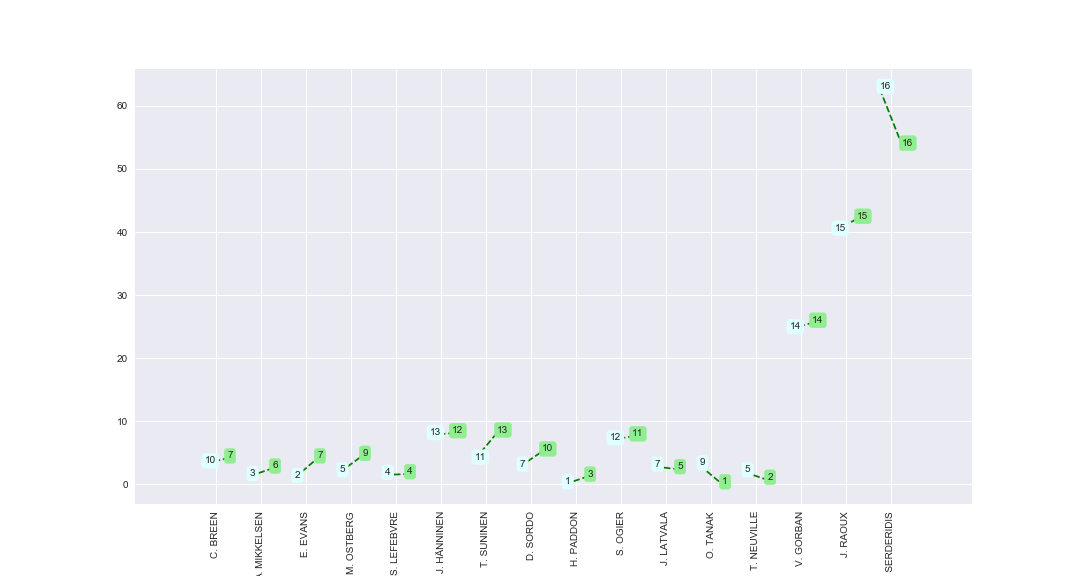 60
50
40
30
20
10
0
10 7
3 6
2 7
5 9
4 4
13 12
11 13
7 10
1 3
12 11
7 5
9 1
5 2
14 14
15 15
16 16
C. BREEN
MIKKELSEN
E. EVANS
M. OSTBERG
S. LEFEBVRE
J. HÄNNINEN
T. SUNINEN
D. SORDO
H. PADDON
S. OGIER
J. LATVALA
O. TANAK
T. NEUVILLE
V. GORBAN
J. RAOUX
SERDERIDIS